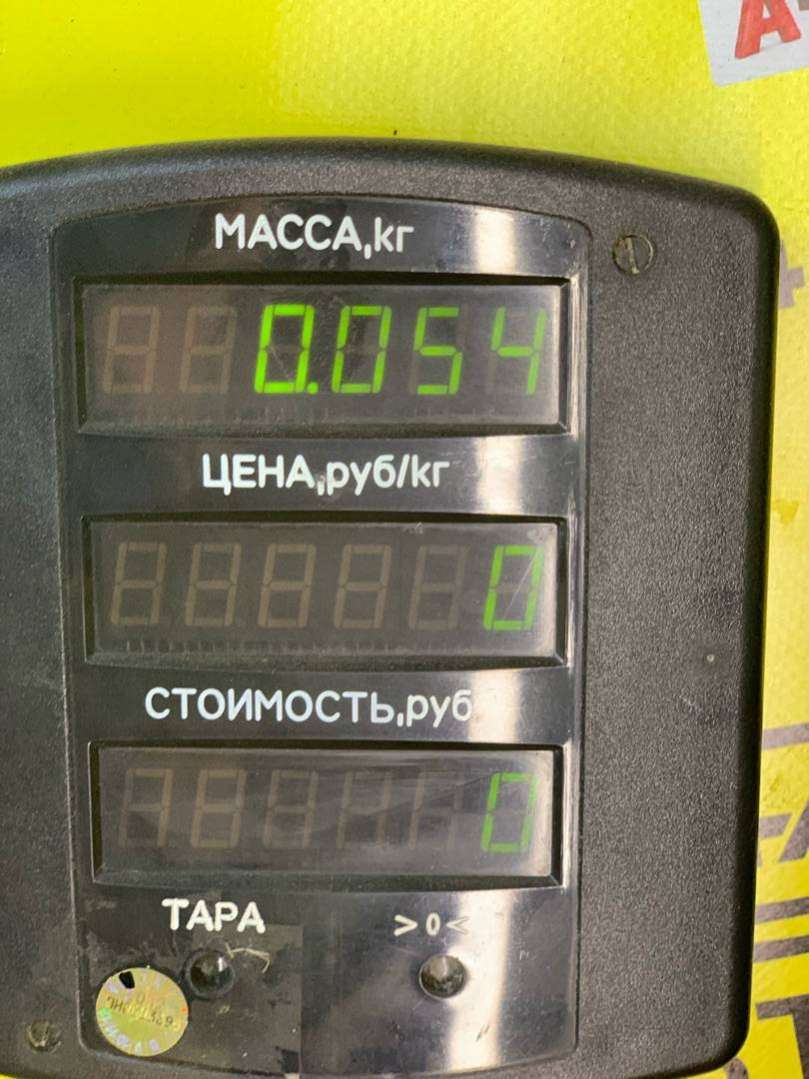 МАССА,кг
0.054
ЦЕНА,руб/кг
0
СТОИМОСТЬ,руб
0
ТАРА >0<